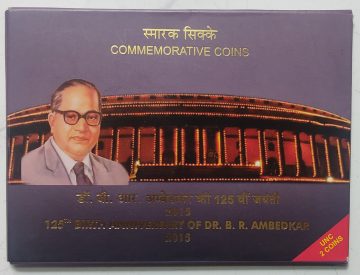 स्मारक सिक्के
COMMEMORATIVE COINS
डॉ. बी. आर. अम्बेडकर की 125 वीं जयंती
2015
125TH BIRTH ANNIVERSARY OF DR. B. R. AMBEDKAR
2015
UNC
2 COINS